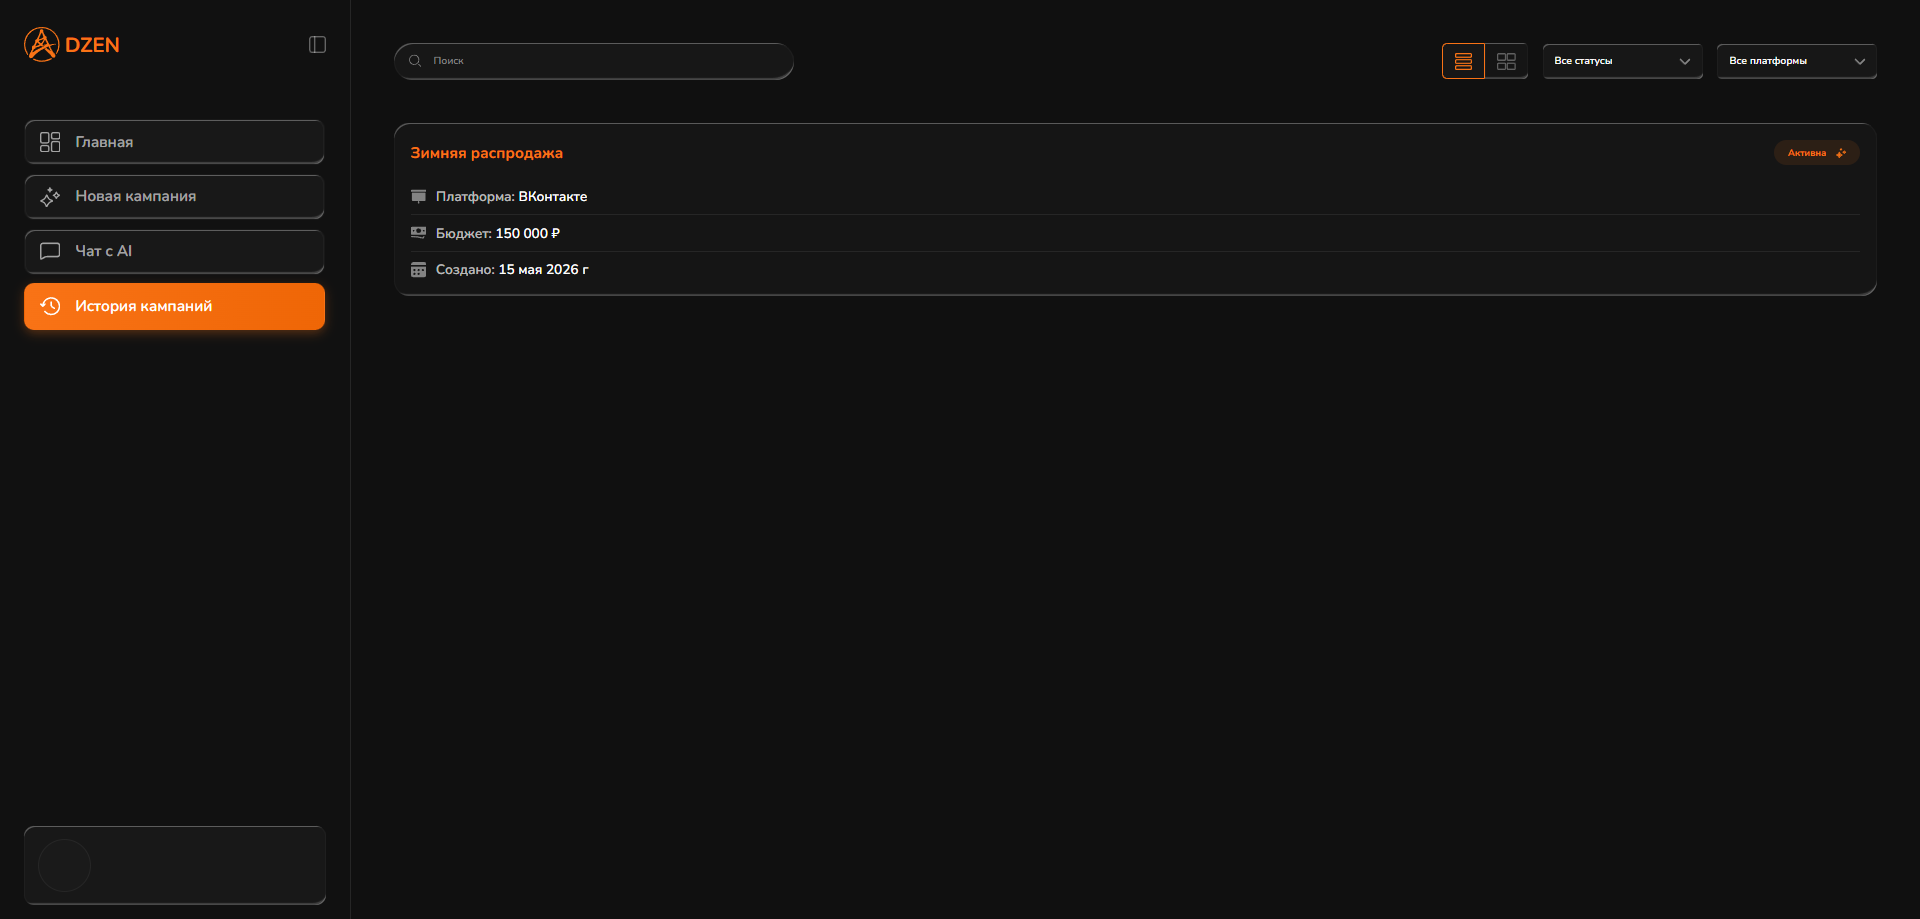 DZEN
Главная
Новая кампания
Чат с AI
История кампаний
Поиск
Все статусы
Все платформы
Зимняя распродажа
Активна
Платформа: ВКонтакте
Бюджет: 150 000 ₽
Создано: 15 мая 2026 г